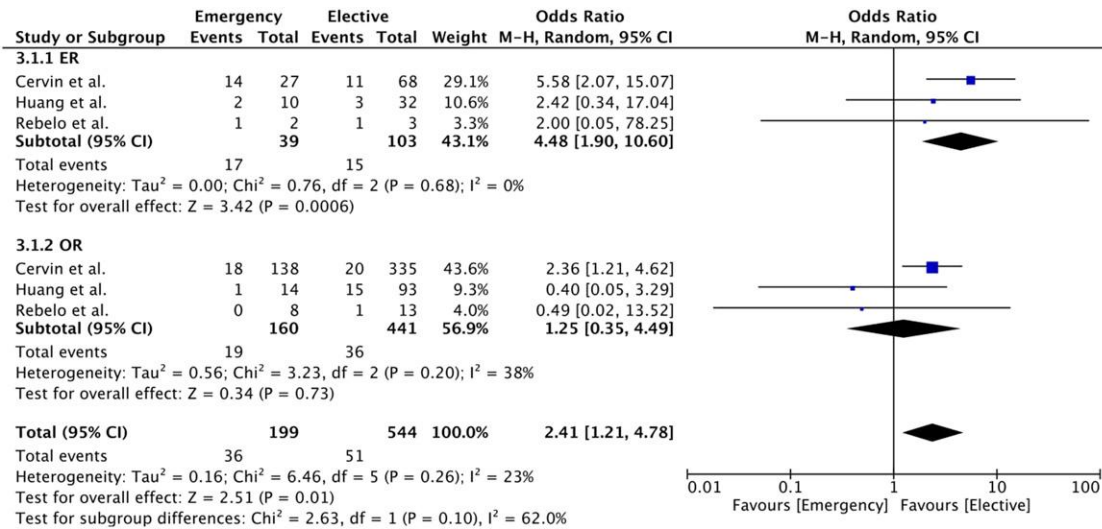 Emergency Elective Odds Ratio Odds Ratio
Study or Subgroup Events Total Events Total Weight M-H, Random, 95% CI M-H, Random, 95% CI
3.1.1 ER
Cervin et al. 14 27 11 68 29.1% 5.58 [2.07, 15.07]
Huang et al. 2 10 3 32 10.6% 2.42 [0.34, 17.04]
Rebelo et al. 1 2 1 3 3.3% 2.00 [0.05, 78.25]
Subtotal (95% CI) 39 103 43.1% 4.48 [1.90, 10.60]
Total events 17 15
Heterogeneity: Tau² = 0.00; Chi² = 0.76, df = 2 (P = 0.68); I² = 0%
Test for overall effect: Z = 3.42 (P = 0.0006)
3.1.2 OR
Cervin et al. 18 138 20 335 43.6% 2.36 [1.21, 4.62]
Huang et al. 1 14 15 93 9.3% 0.40 [0.05, 3.29]
Rebelo et al. 0 8 1 13 4.0% 0.49 [0.02, 13.52]
Subtotal (95% CI) 160 441 56.9% 1.25 [0.35, 4.49]
Total events 19 36
Heterogeneity: Tau² = 0.56; Chi² = 3.23, df = 2 (P = 0.20); I² = 38%
Test for overall effect: Z = 0.34 (P = 0.73)
Total (95% CI) 199 544 100.0% 2.41 [1.21, 4.78]
Total events 36 51
Heterogeneity: Tau² = 0.16; Chi² = 6.46, df = 5 (P = 0.26); I² = 23%
Test for overall effect: Z = 2.51 (P = 0.01)
Test for subgroup differences: Chi² = 2.63, df = 1 (P = 0.10), I² = 62.0%
0.01 0.1 1 10 100
Favours [Emergency] Favours [Elective]